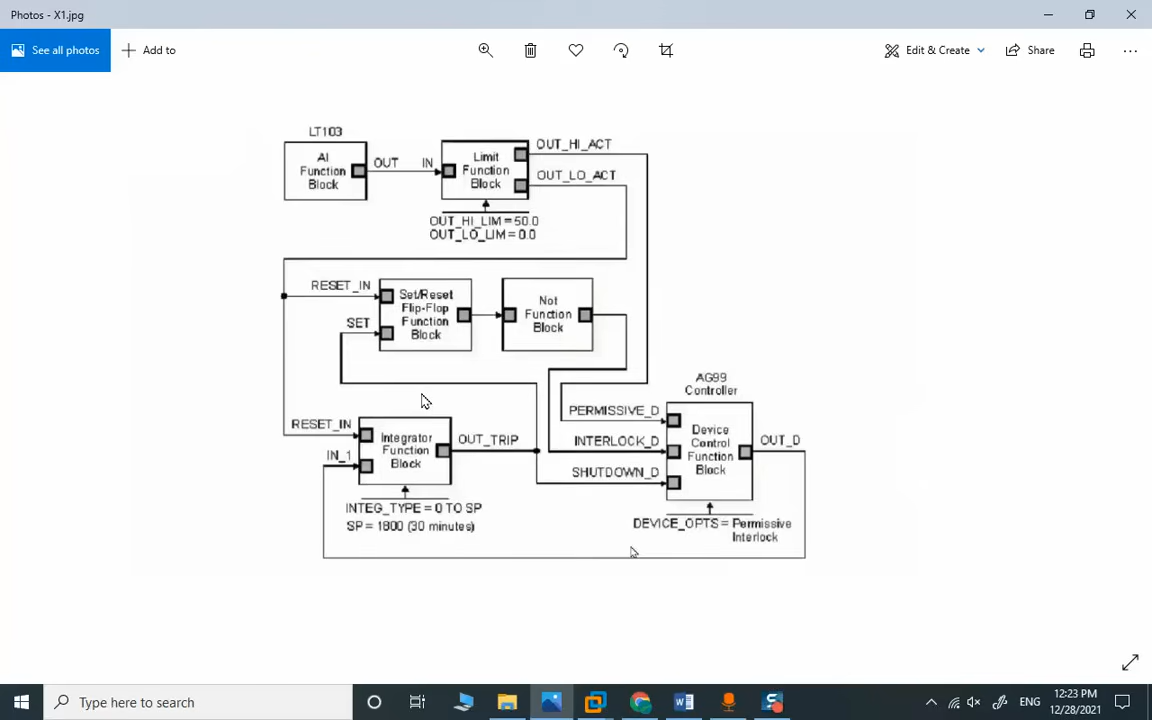 Photos - X1.jpg
See all photos
Add to
Edit & Create
Share
LT103
AI
Function
Block
OUT
IN
Limit
Function
Block
OUT_HI_ACT
OUT_LO_ACT
OUT_HI_LIM = 50.0
OUT_LO_LIM = 0.0
RESET_IN
SET
Set/Reset
Flip-Flop
Function
Block
Not
Function
Block
AG99
Controller
RESET_IN
IN_1
Integrator
Function
Block
OUT_TRIP
PERMISSIVE_D
INTERLOCK_D
SHUTDOWN_D
Device
Control
Function
Block
OUT_D
INTEG_TYPE = 0 TO SP
SP = 1800 (30 minutes)
DEVICE_OPTS = Permissive
Interlock
Type here to search
ENG
12:23 PM
12/28/2021